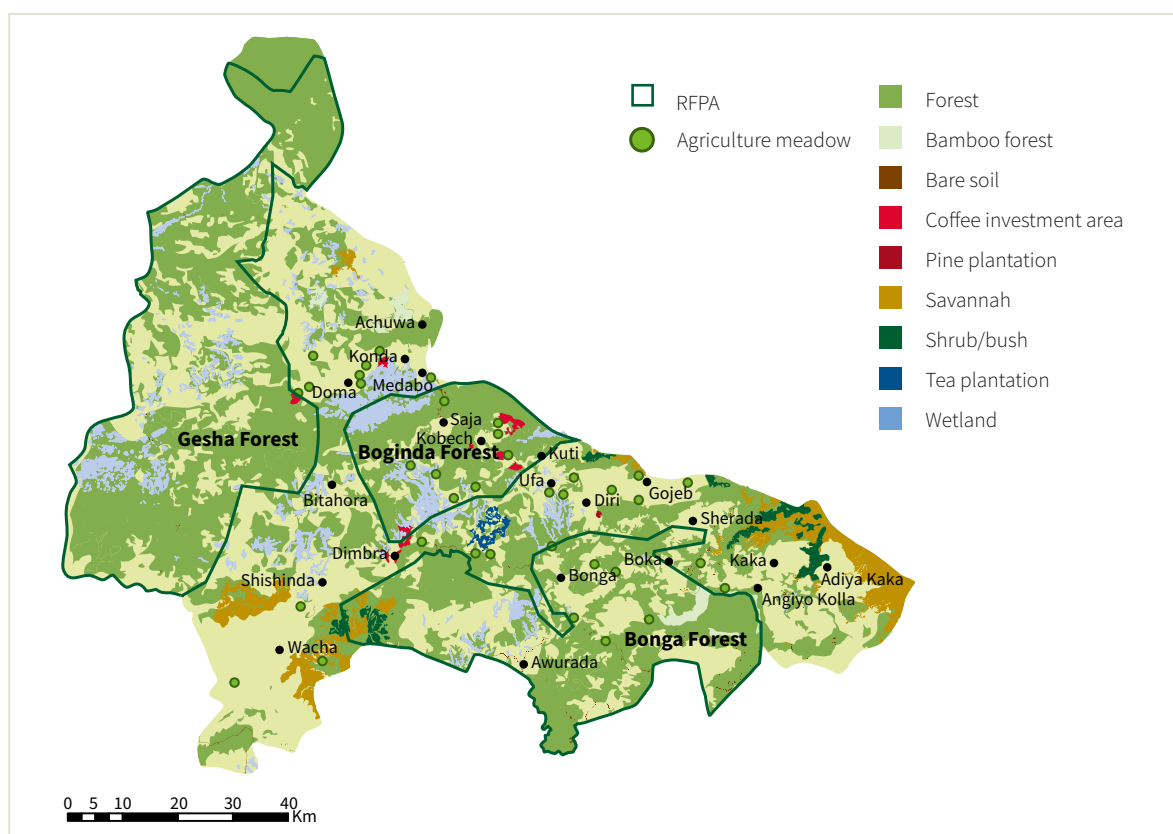 RFPA
Agriculture meadow
Forest
Bamboo forest
Bare soil
Coffee investment area
Pine plantation
Savannah
Shrub/bush
Tea plantation
Wetland
Achuwa
Konda
Medabo
Doma
Saja
Kobech
Gesha Forest
Boginda Forest
Kuti
Ufa
Gojeb
Bitahora
Diri
Sherada
Dimbra
Boka
Kaka
Adiya Kaka
Shishinda
Bonga
Angiyo Kolla
Wacha
Bonga Forest
Awurada
0 5 10 20 30 40
Km